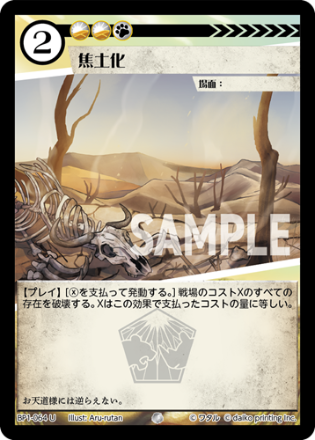 2
焦土化
場面：
SAMPLE
【プレイ】[Ⓧを支払って発動する。] 戦場のコストXのすべての
存在を破壊する。Xはこの効果で支払ったコストの量に等しい。
お天道様には逆らえない。
BP1-054 U Illust: Aru-rutan © ワタル © daiko printing inc.